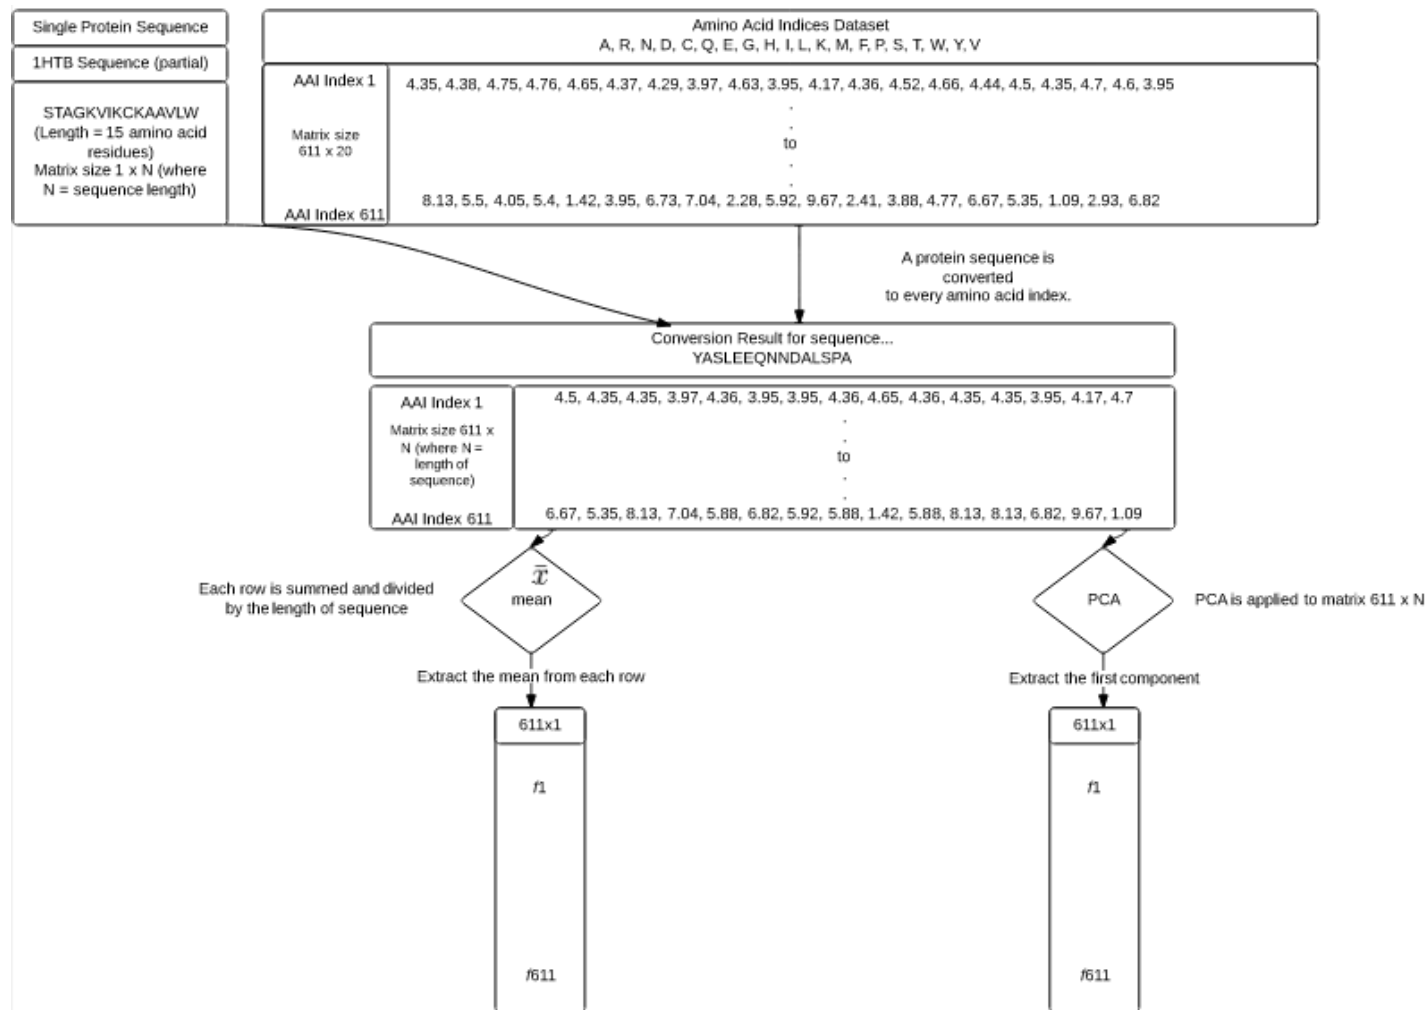 Single Protein Sequence
1HTB Sequence (partial)
STAGKVIKCKAAVLW
(Length = 15 amino acid
residues)
Matrix size 1 x N (where
N = sequence length)
Amino Acid Indices Dataset
A, R, N, D, C, Q, E, G, H, I, L, K, M, F, P, S, T, W, Y, V
AAI Index 1
4.35, 4.38, 4.75, 4.76, 4.65, 4.37, 4.29, 3.97, 4.63, 3.95, 4.17, 4.36, 4.52, 4.66, 4.44, 4.5, 4.35, 4.7, 4.6, 3.95
.
.
to
.
.
Matrix size
611 x 20
AAI Index 611
8.13, 5.5, 4.05, 5.4, 1.42, 3.95, 6.73, 7.04, 2.28, 5.92, 9.67, 2.41, 3.88, 4.77, 6.67, 5.35, 1.09, 2.93, 6.82
A protein sequence is
converted
to every amino acid index.
Conversion Result for sequence...
YASLEEQNNDALSPA
AAI Index 1
4.5, 4.35, 4.35, 3.97, 4.36, 3.95, 3.95, 4.36, 4.65, 4.36, 4.35, 4.35, 3.95, 4.17, 4.7
Matrix size 611 x
N (where N =
length of
sequence)
.
.
to
.
.
AAI Index 611
6.67, 5.35, 8.13, 7.04, 5.88, 6.82, 5.92, 5.88, 1.42, 5.88, 8.13, 8.13, 6.82, 9.67, 1.09
Each row is summed and divided
by the length of sequence
x̄
mean
PCA
PCA is applied to matrix 611 x N
Extract the mean from each row
Extract the first component
611x1
f1
f611
611x1
f1
f611